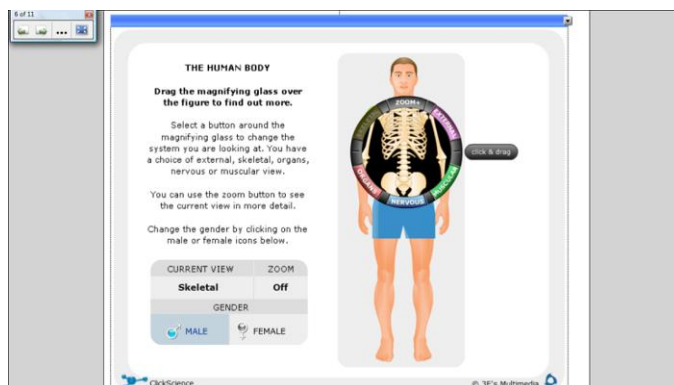 6 of 11
THE HUMAN BODY
Drag the magnifying glass over
the figure to find out more.
Select a button around the
magnifying glass to change the
system you are looking at. You have
a choice of external, skeletal, organs,
nervous or muscular view.
You can use the zoom button to see
the current view in more detail.
Change the gender by clicking on the
male or female icons below.
CURRENT VIEW ZOOM
Skeletal Off
GENDER
MALE FEMALE
ZOOM+
EXTERNAL
MUSCULAR
NERVOUS
ORGANS
SKELETAL
click & drag
ClickScience
© 3E's Multimedia